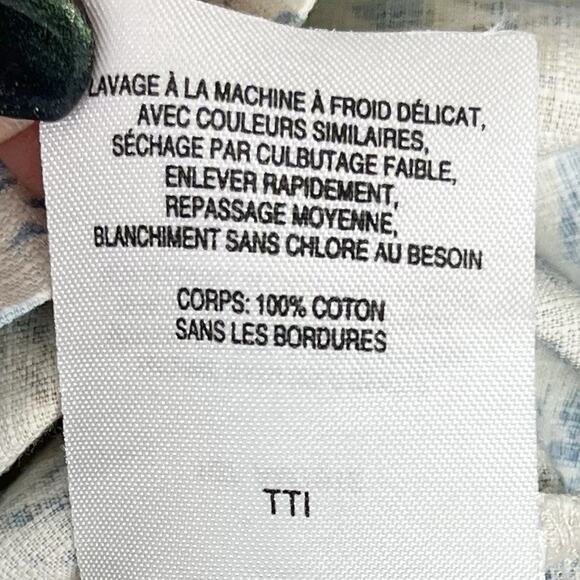 LAVAGE À LA MACHINE À FROID DÉLICAT,
AVEC COULEURS SIMILAIRES,
SÉCHAGE PAR CULBUTAGE FAIBLE,
ENLEVER RAPIDEMENT,
REPASSAGE MOYENNE,
BLANCHIMENT SANS CHLORE AU BESOIN
CORPS: 100% COTON
SANS LES BORDURES
TTI